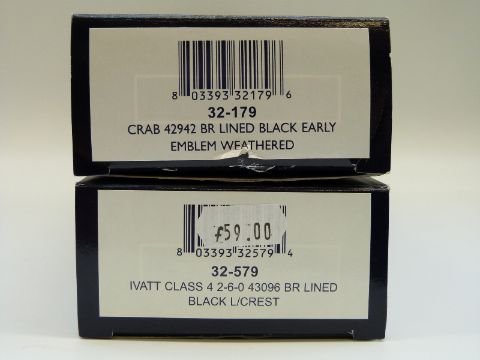 8 03393 32179 6
32-179
CRAB 42942 BR LINED BLACK EARLY
EMBLEM WEATHERED
£59.00
8 03393 32579 4
32-579
IVATT CLASS 4 2-6-0 43096 BR LINED
BLACK L/CREST